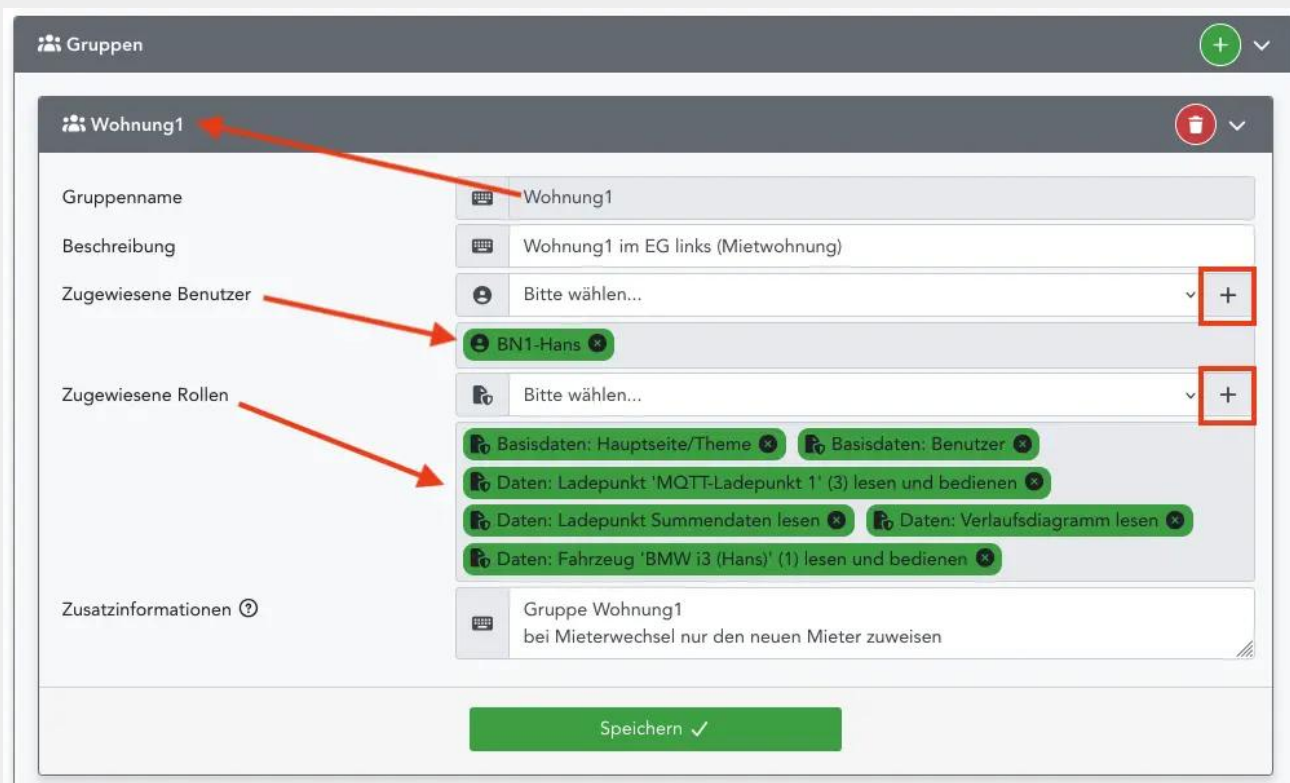 Gruppen
Wohnung1
Gruppenname
Wohnung1
Beschreibung
Wohnung1 im EG links (Mietwohnung)
Zugewiesene Benutzer
Bitte wählen...
BN1-Hans
Zugewiesene Rollen
Bitte wählen...
Basisdaten: Hauptseite/Theme
Basisdaten: Benutzer
Daten: Ladepunkt 'MQTT-Ladepunkt 1' (3) lesen und bedienen
Daten: Ladepunkt Summendaten lesen
Daten: Verlaufsdiagramm lesen
Daten: Fahrzeug 'BMW i3 (Hans)' (1) lesen und bedienen
Zusatzinformationen
Gruppe Wohnung1
bei Mieterwechsel nur den neuen Mieter zuweisen
Speichern